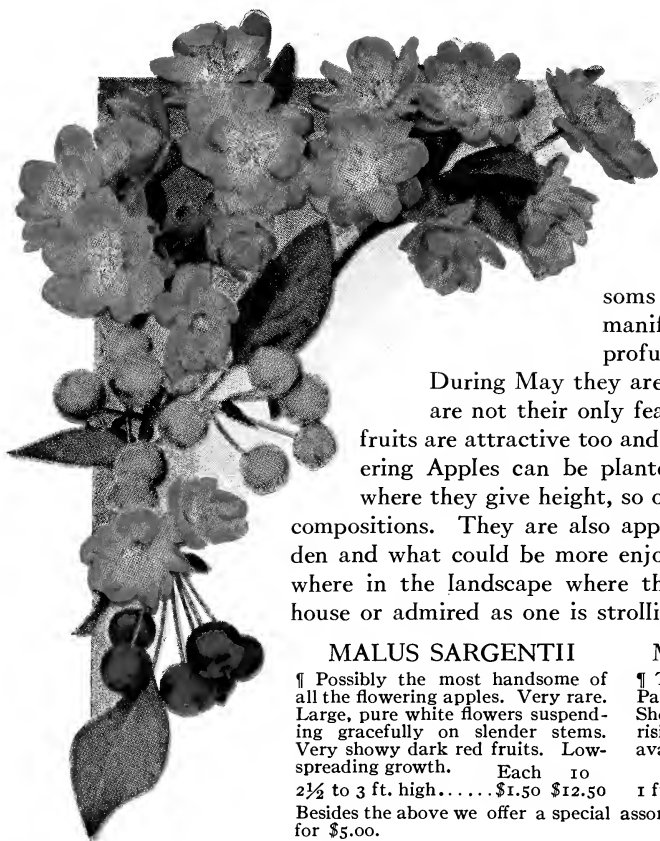 soms
manif
profu
During May they are
are not their only fea
fruits are attractive too and
ering Apples can be plante
where they give height, so
compositions. They are also app
den and what could be more enjo
where in the landscape where th
house or admired as one is strolli
MALUS SARGENTII
¶ Possibly the most handsome of
all the flowering apples. Very rare.
Large, pure white flowers suspend-
ing gracefully on slender stems.
Very showy dark red fruits. Low-
spreading growth. Each 10
2½ to 3 ft. high......$1.50 $12.50
Besides the above we offer a special assor
for $5.00.
M
¶ T
Pa
Sh
risi
ava
1 f